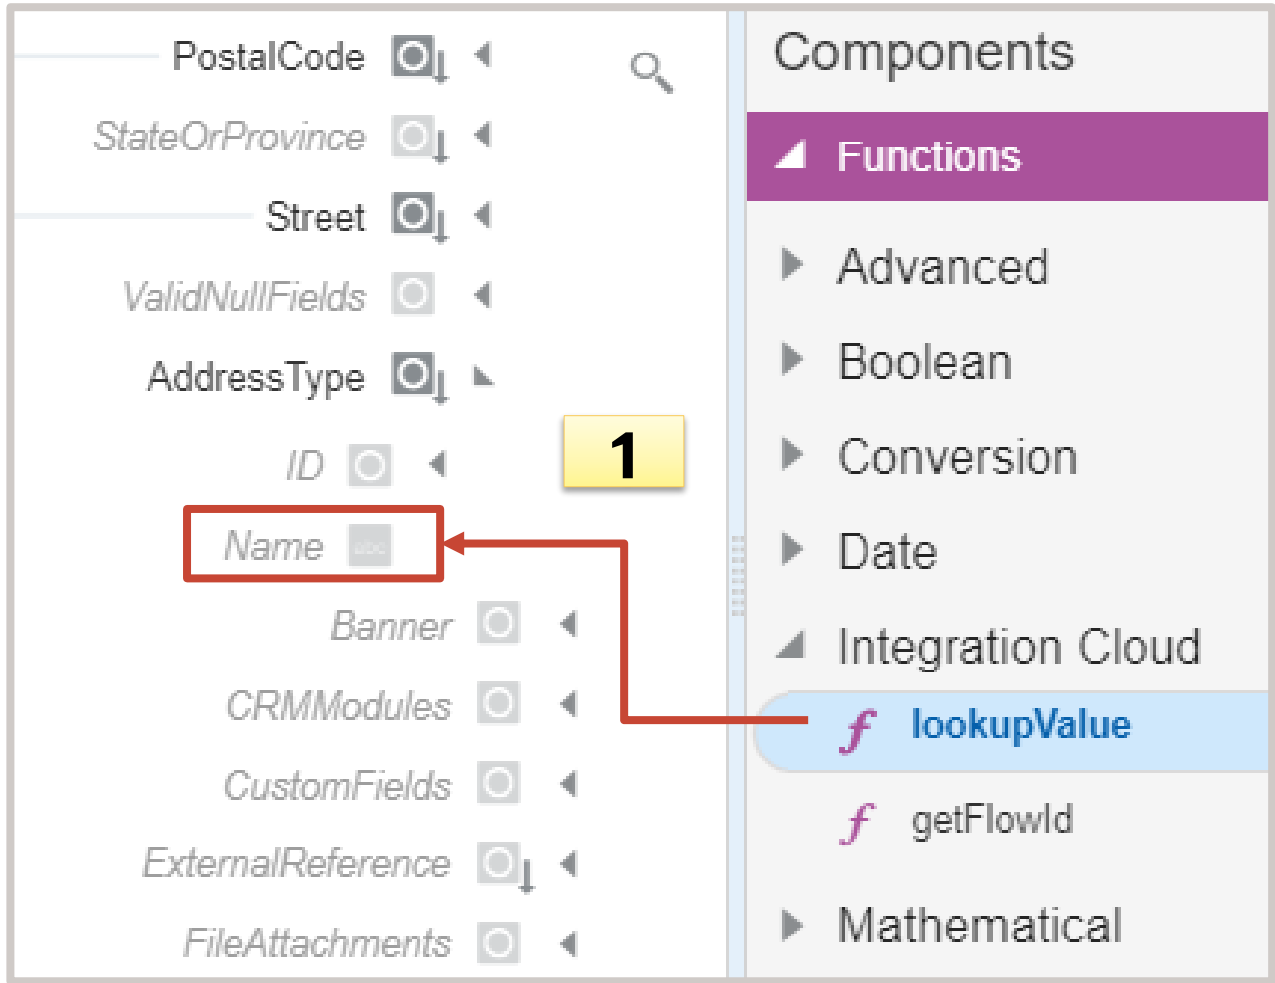 PostalCode
StateOrProvince
Street
ValidNullFields
AddressType
ID
Name abc
Banner
CRMModules
CustomFields
ExternalReference
FileAttachments
1
Components
Functions
Advanced
Boolean
Conversion
Date
Integration Cloud
f lookupValue
f getFlowId
Mathematical